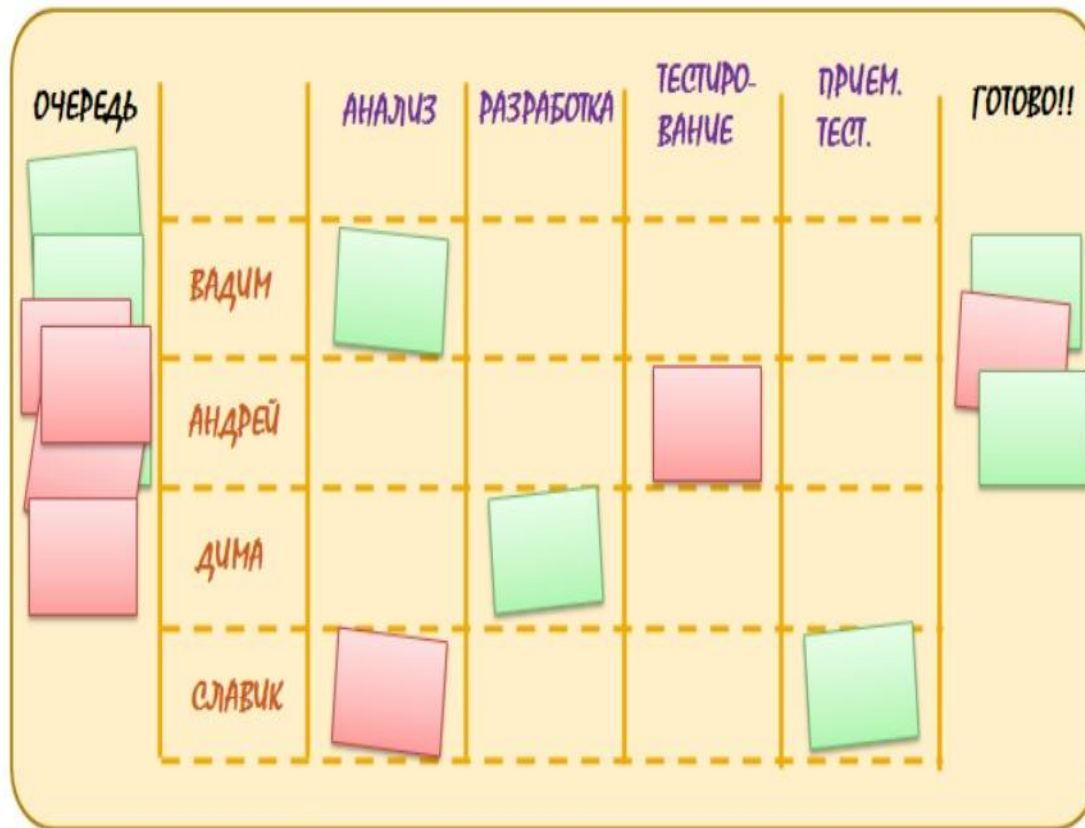 ОЧЕРЕДЬ
АНАЛИЗ
РАЗРАБОТКА
ТЕСТИРО-
ВАНИЕ
ПРИЕМ.
ТЕСТ.
ГОТОВО!!
ВАДИМ
АНДРЕЙ
ДИМА
СЛАВИК